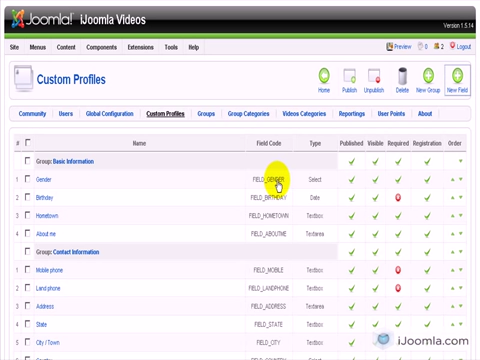 Joomla! iJoomla Videos
Version 1.5.14
Site Menus Content Components Extensions Tools Help Preview 0 2 Logout
Custom Profiles Home Publish Unpublish Delete New Group New Field
Community Users Global Configuration Custom Profiles Groups Group Categories Videos Categories Reportings User Points About
# Name Field Code Type Published Visible Required Registration Order
Group: Basic Information
1 Gender FIELD_GENDER Select
2 Birthday FIELD_BIRTHDAY Date
3 Hometown FIELD_HOMETOWN Textbox
4 About me FIELD_ABOUTME Textarea
Group: Contact Information
1 Mobile phone FIELD_MOBILE Textbox
2 Land phone FIELD_LANDPHONE Textbox
3 Address FIELD_ADDRESS Textarea
4 State FIELD_STATE Textbox
5 City / Town FIELD_CITY Textbox
iJoomla.com